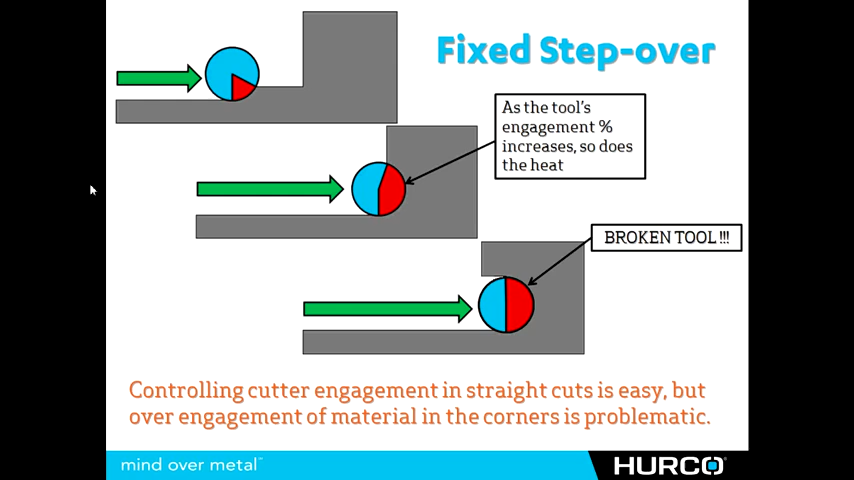 Fixed Step-over
As the tool's
engagement %
increases, so does
the heat
BROKEN TOOL !!!
Controlling cutter engagement in straight cuts is easy, but
over engagement of material in the corners is problematic.
mind over metal™
HURCO